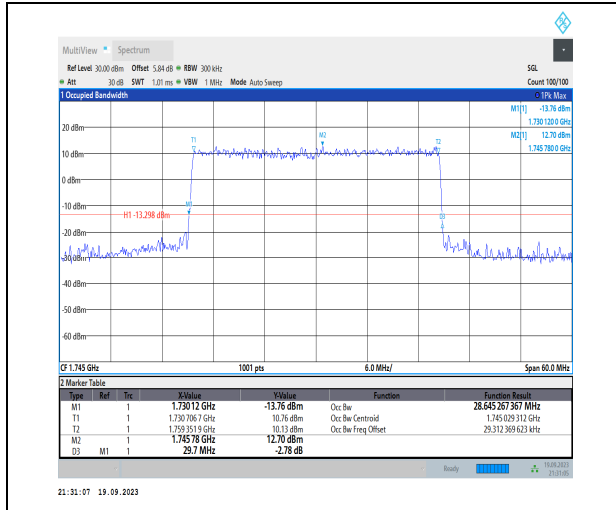 MultiView Spectrum
Ref Level 30.00 dBm Offset 5.84 dB RBW 300 kHz SGL
Att 30 dB SWT 1.01 ms VBW 1 MHz Mode Auto Sweep Count 100/100
1 Occupied Bandwidth 1Pk Max
M1[1] -13.76 dBm
1.730 120 0 GHz
M2[1] 12.70 dBm
1.745 780 0 GHz
20 dBm
T1 M2 T2
10 dBm
0 dBm
-10 dBm
M1
H1 -13.298 dBm
D3
-20 dBm
-30 dBm
-40 dBm
-50 dBm
-60 dBm
CF 1.745 GHz 1001 pts 6.0 MHz/ Span 60.0 MHz
2 Marker Table
Type Ref Trc X-Value Y-Value Function Function Result
M1 1 1.73012 GHz -13.76 dBm Occ Bw 28.645 267 367 MHz
T1 1 1.730 706 7 GHz 10.76 dBm Occ Bw Centroid 1.745 029 312 GHz
T2 1 1.759 351 9 GHz 10.13 dBm Occ Bw Freq Offset 29.312 369 623 kHz
M2 1 1.745 78 GHz 12.70 dBm
D3 M1 1 29.7 MHz -2.78 dB
Ready 19.09.2023
21:31:05
21:31:07 19.09.2023